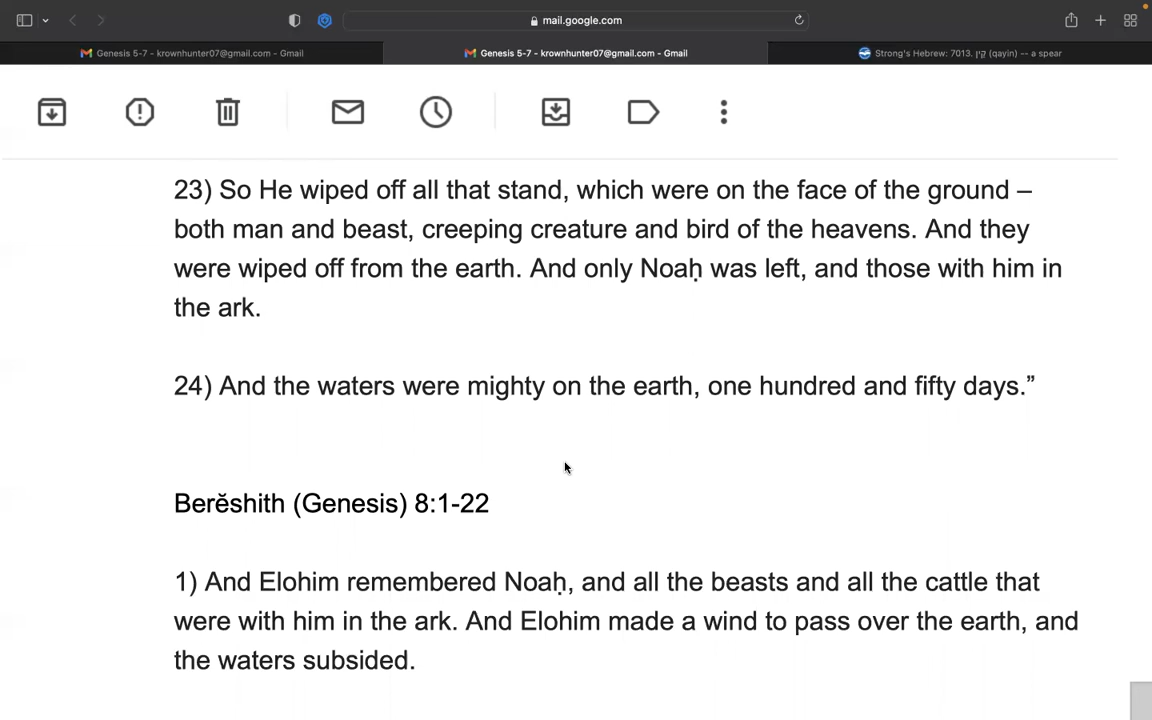 mail.google.com
Genesis 5-7 - krownhunter07@gmail.com - Gmail
Genesis 5-7 - krownhunter07@gmail.com - Gmail
Strong's Hebrew: 7013. קַיִן (qayin) -- a spear
23) So He wiped off all that stand, which were on the face of the ground –
both man and beast, creeping creature and bird of the heavens. And they
were wiped off from the earth. And only Noaḥ was left, and those with him in
the ark.
24) And the waters were mighty on the earth, one hundred and fifty days.”
Berĕshith (Genesis) 8:1-22
1) And Elohim remembered Noaḥ, and all the beasts and all the cattle that
were with him in the ark. And Elohim made a wind to pass over the earth, and
the waters subsided.